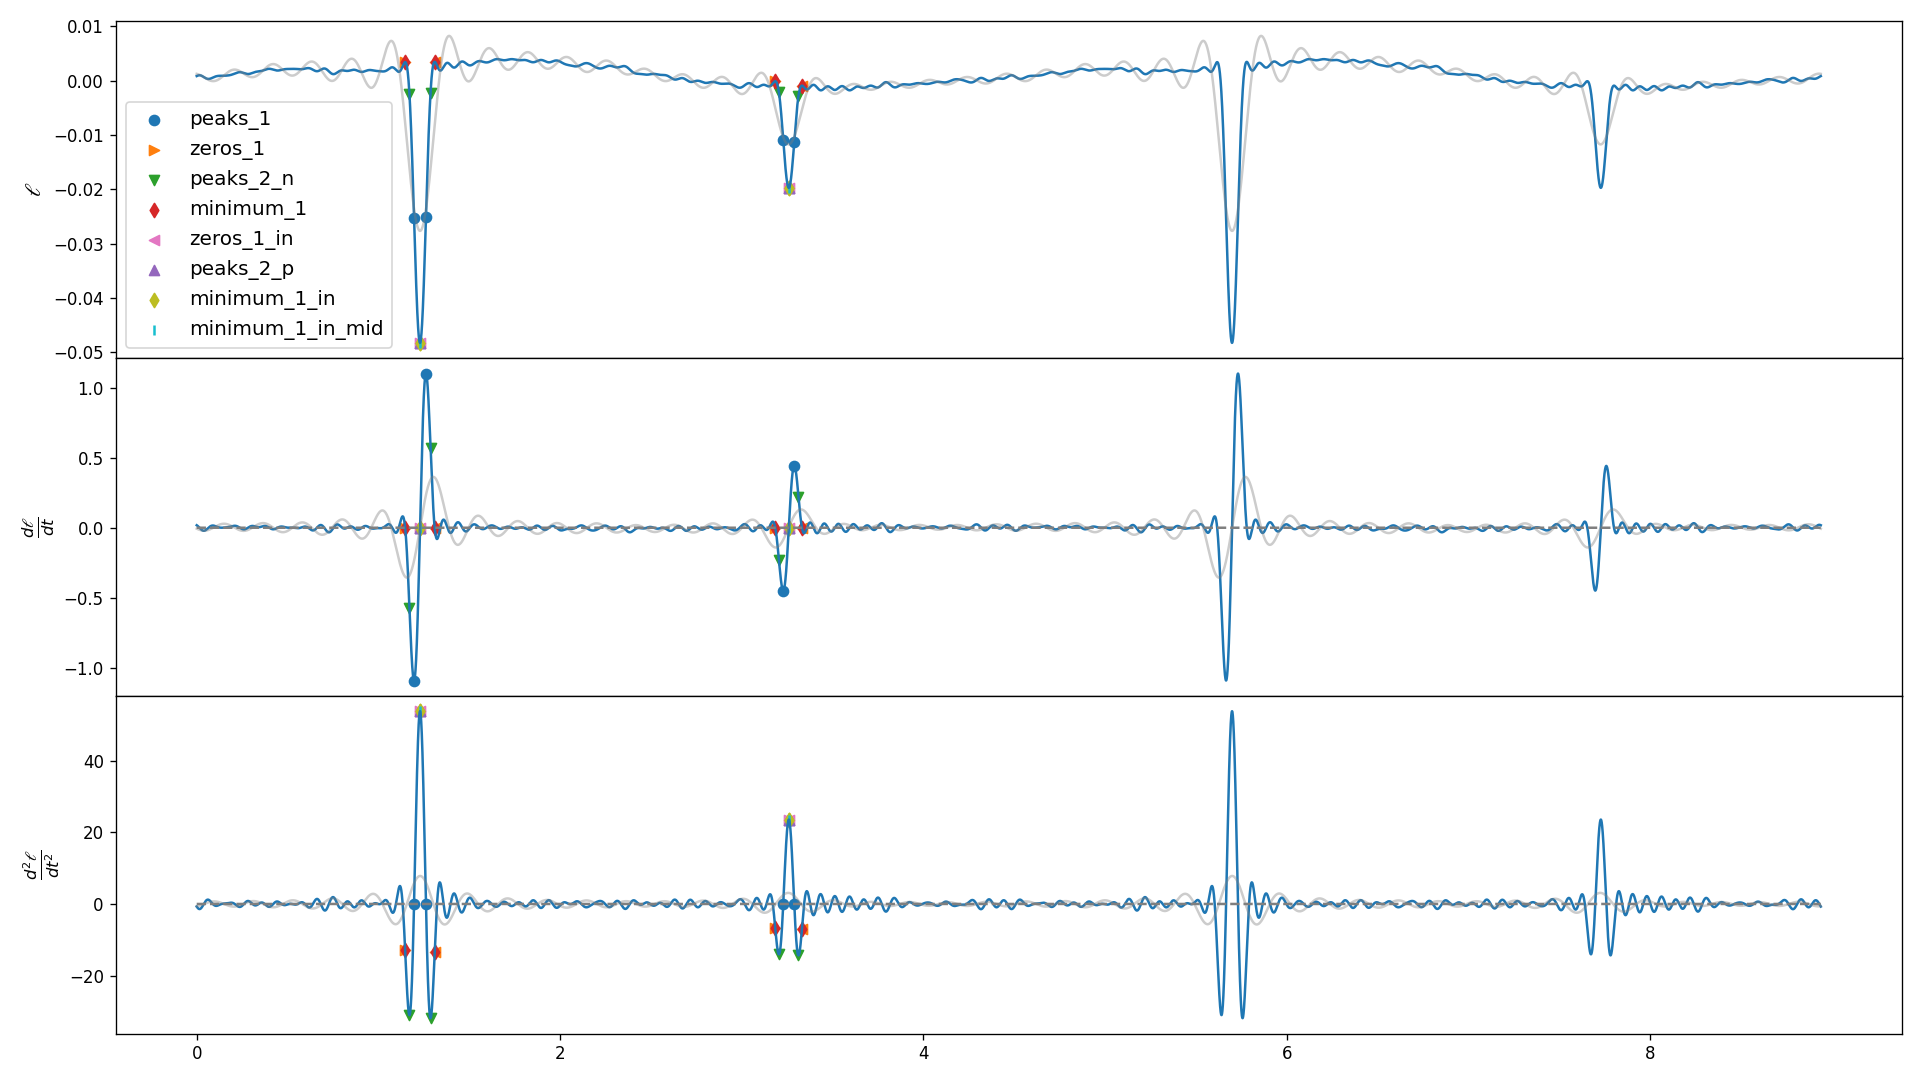 0.01
0.00
−0.01
−0.02
−0.03
−0.04
−0.05
ℓ
peaks_1
zeros_1
peaks_2_n
minimum_1
zeros_1_in
peaks_2_p
minimum_1_in
minimum_1_in_mid
1.0
0.5
0.0
−0.5
−1.0
dℓ/dt
40
20
0
−20
d²ℓ/dt²
0 2 4 6 8